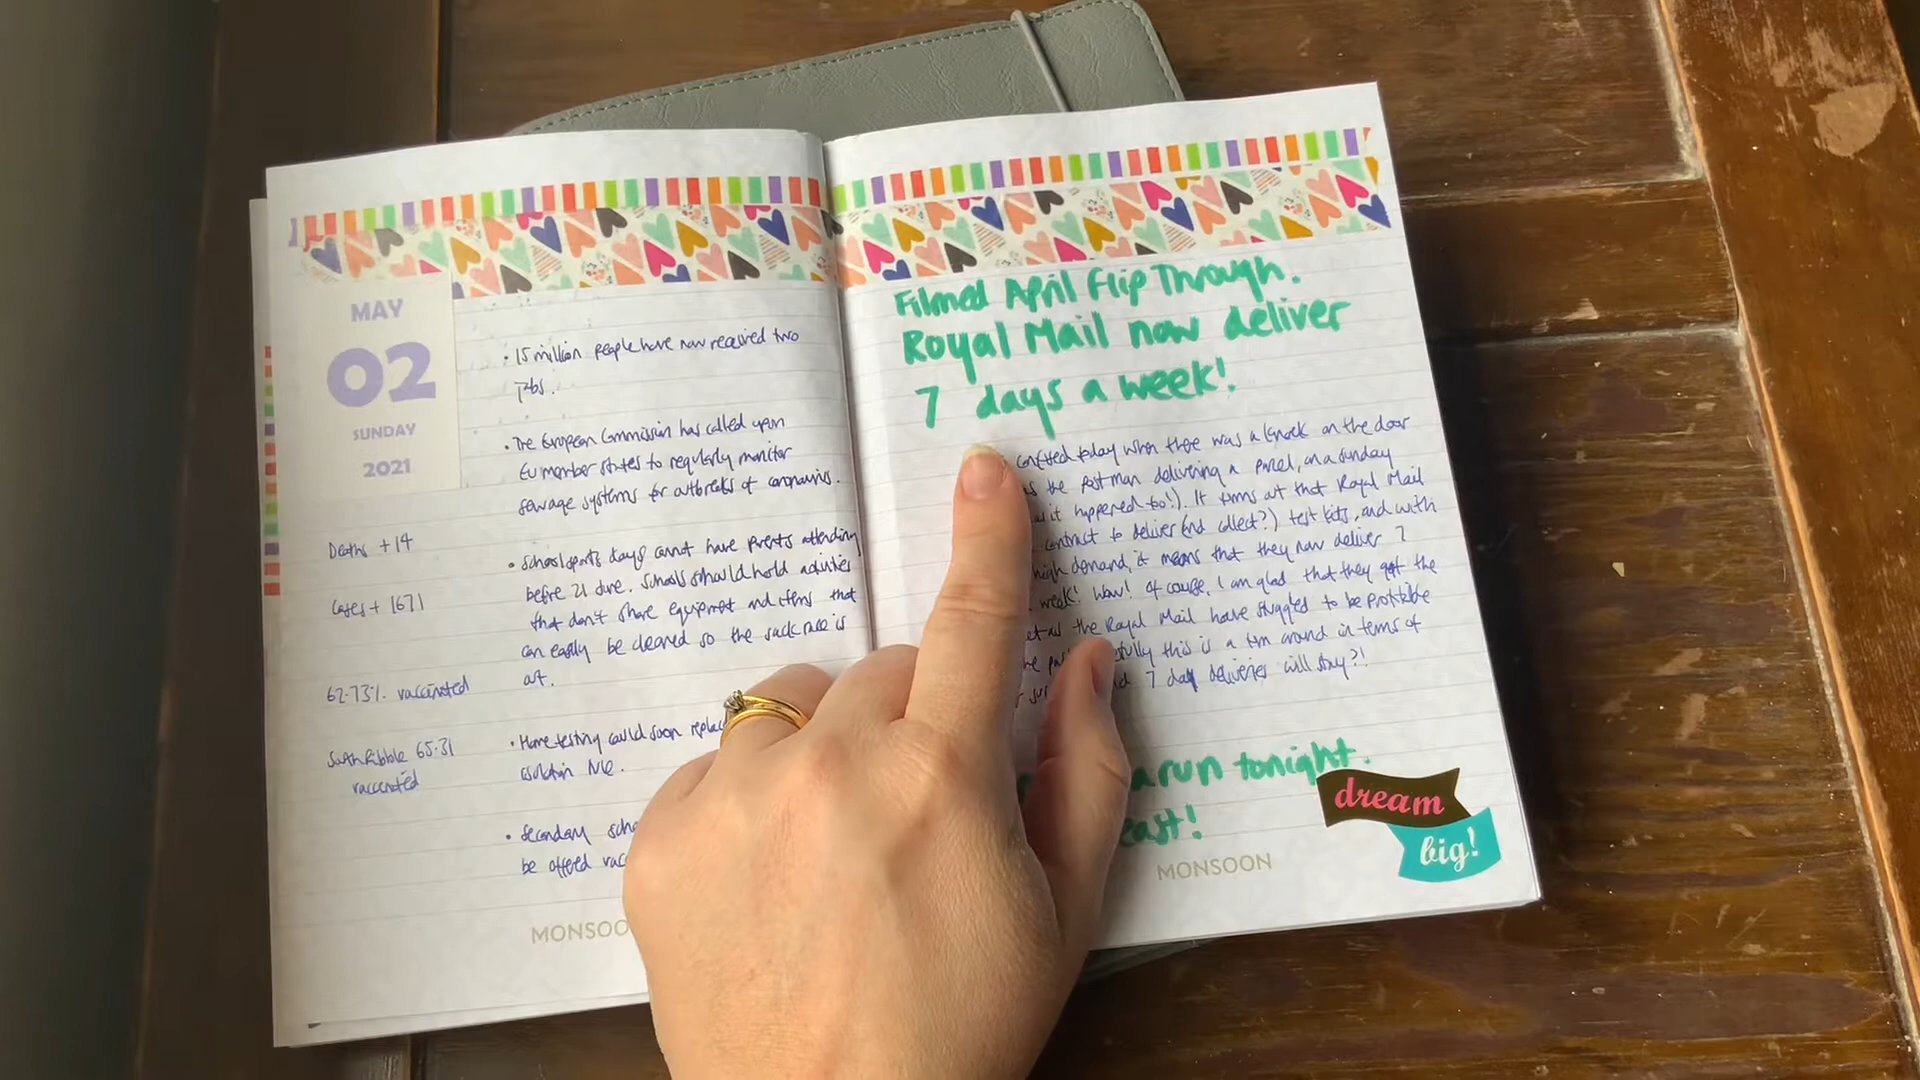 MAY
02
SUNDAY
2021
Deaths +14
Cases + 1671
62.73% vaccinated
South Ribble 65.31
vaccinated
• 15 million people have now received two
jabs.
• The European Commission has called upon
EU member states to regularly monitor
sewage systems for outbreaks of coronavirus.
• School sports days cannot have parents attending
before 21 June. Schools should hold activities
that don't share equipment and items that
can easily be cleaned so the sack race is
out.
• Home testing could soon
isolation
• Secondary
be offered
MONSOO
Filmed April Flip Through.
Royal Mail now deliver
7 days a week!
today when there was a knock on the door
the postman delivering a parcel, on a Sunday
it happened too!). It turns out that Royal Mail
contract to deliver (and collect?) test kits, and with
high demand, it means that they now deliver 7
week! Wow! Of course, I am glad that they got the
as the Royal Mail have struggled to be profitable
this is a turn around in terms of
7 day deliveries will stay?!
a run tonight.
east!
dream
big!
MONSOON